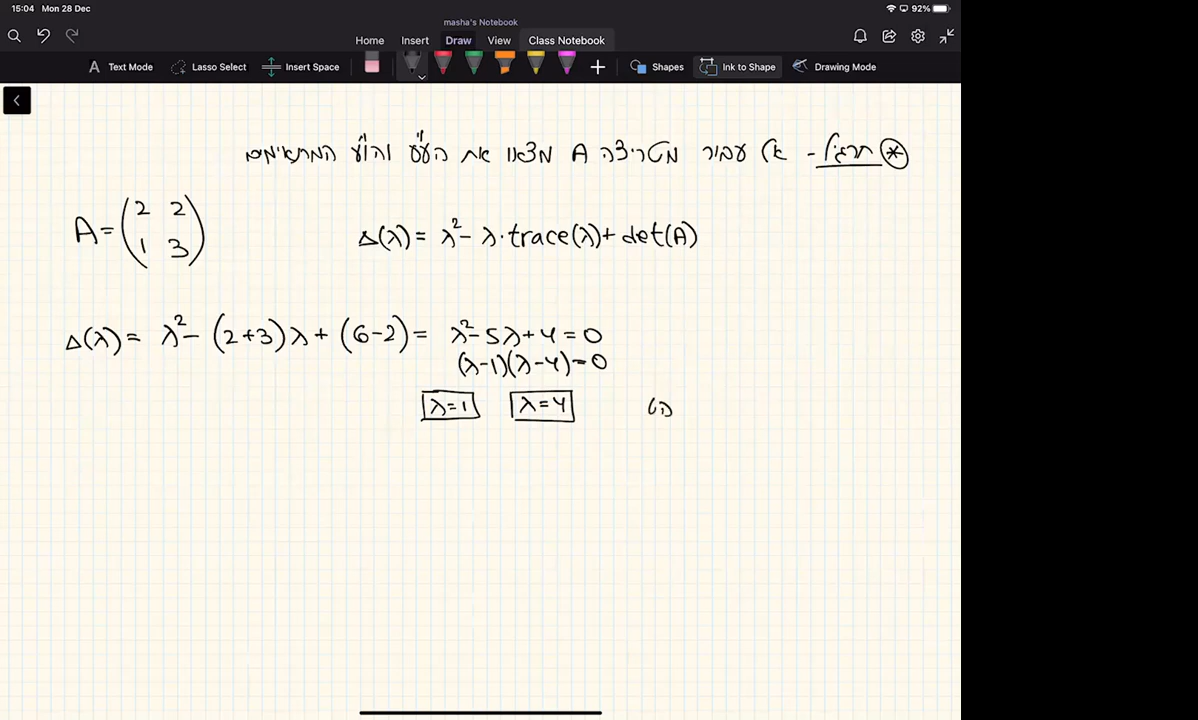 15:04 Mon 28 Dec
92%
masha's Notebook
Home Insert Draw View Class Notebook
Text Mode Lasso Select Insert Space Shapes Ink to Shape Drawing Mode
תרגיל - א) עבור מטריצה A מצאו את הע"ע והו"ע המתאימים
A = (2 2
1 3)
Δ(λ) = λ² - λ·trace(λ) + det(A)
Δ(λ) = λ² - (2+3)λ + (6-2) = λ² - 5λ + 4 = 0
(λ-1)(λ-4) = 0
λ=1 λ=4